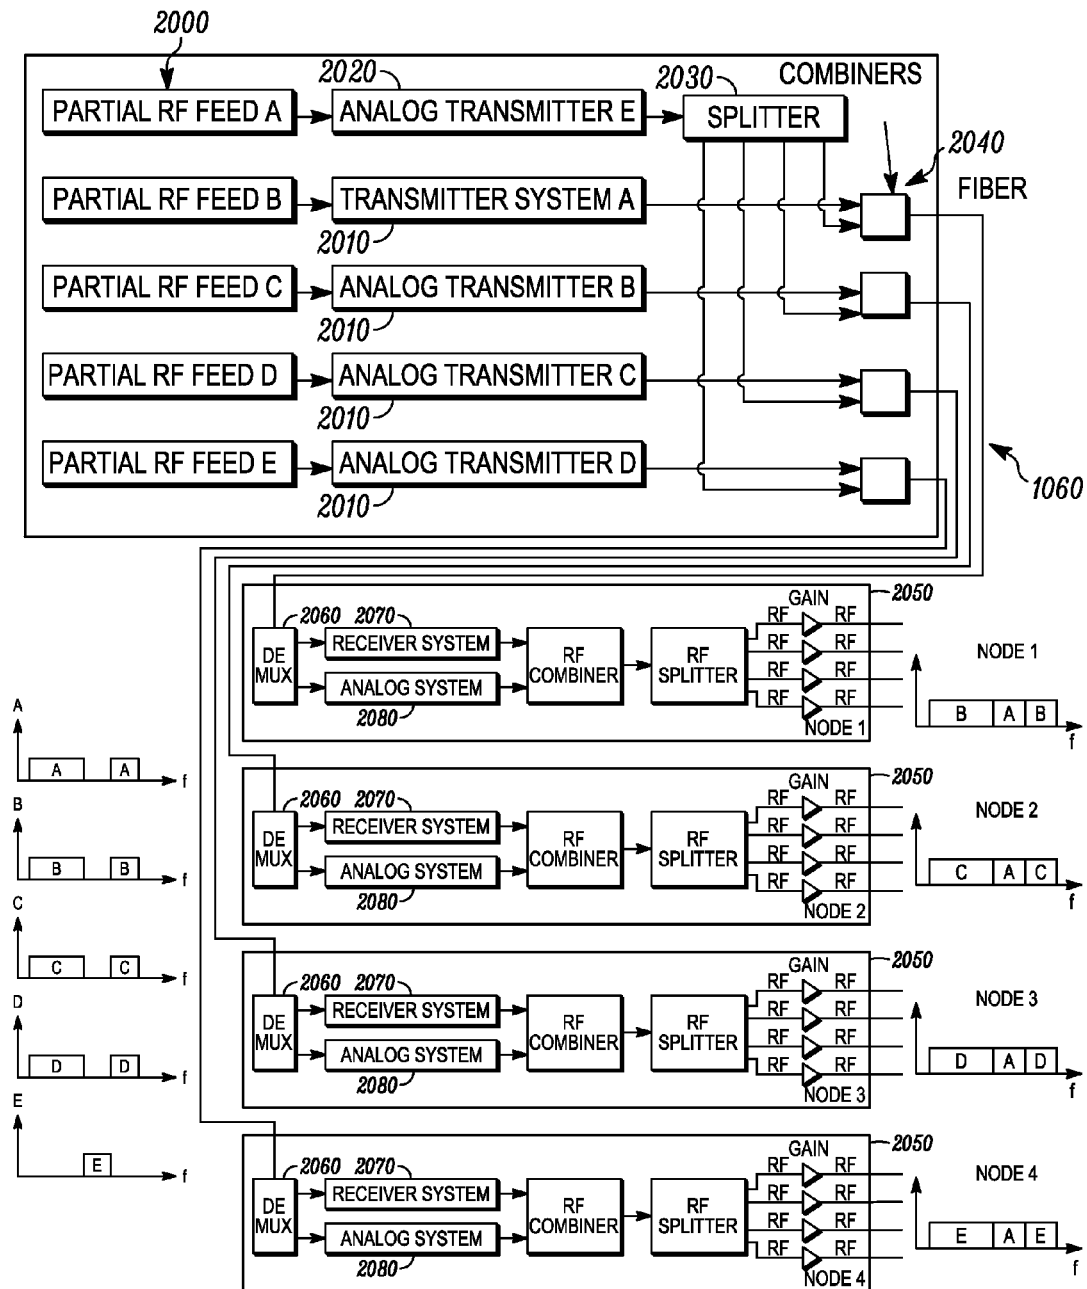 2000
2020
2030
COMBINERS
PARTIAL RF FEED A
ANALOG TRANSMITTER E
SPLITTER
2040
PARTIAL RF FEED B
TRANSMITTER SYSTEM A
FIBER
2010
PARTIAL RF FEED C
ANALOG TRANSMITTER B
2010
PARTIAL RF FEED D
ANALOG TRANSMITTER C
2010
PARTIAL RF FEED E
ANALOG TRANSMITTER D
2010
1060
2060
2070
GAIN
2050
DE
MUX
RECEIVER SYSTEM
ANALOG SYSTEM
2080
RF
COMBINER
RF
SPLITTER
RF RF
RF RF
RF RF
RF RF
NODE 1
NODE 1
B A B
f
2060
2070
GAIN
2050
DE
MUX
RECEIVER SYSTEM
ANALOG SYSTEM
2080
RF
COMBINER
RF
SPLITTER
RF RF
RF RF
RF RF
RF RF
NODE 2
NODE 2
C A C
f
2060
2070
GAIN
2050
DE
MUX
RECEIVER SYSTEM
ANALOG SYSTEM
2080
RF
COMBINER
RF
SPLITTER
RF RF
RF RF
RF RF
RF RF
NODE 3
NODE 3
D A D
f
2060
2070
GAIN
2050
DE
MUX
RECEIVER SYSTEM
ANALOG SYSTEM
2080
RF
COMBINER
RF
SPLITTER
RF RF
RF RF
RF RF
RF RF
NODE 4
NODE 4
E A E
f
A
A A f
B
B B f
C
C C f
D
D D f
E
E f